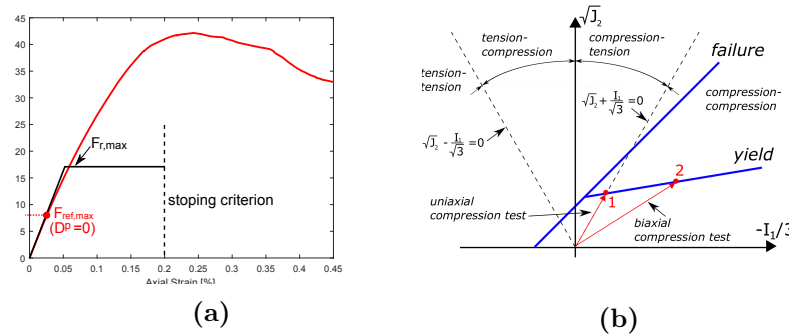 45
40
35
30
25
20
15
10
5
0
F_r,max
stoping criterion
F_ref,max
(D^p=0)
0 0.05 0.1 0.15 0.2 0.25 0.3 0.35 0.4 0.45
Axial Strain [%]
(a)
√J_2
tension-
compression
compression-
tension
failure
tension-
tension
compression-
compression
√J_2 + I_1/√3 =0
√J_2 - I_1/√3 =0
yield
2
1
uniaxial
compression test
biaxial
compression test
-I_1/3
(b)